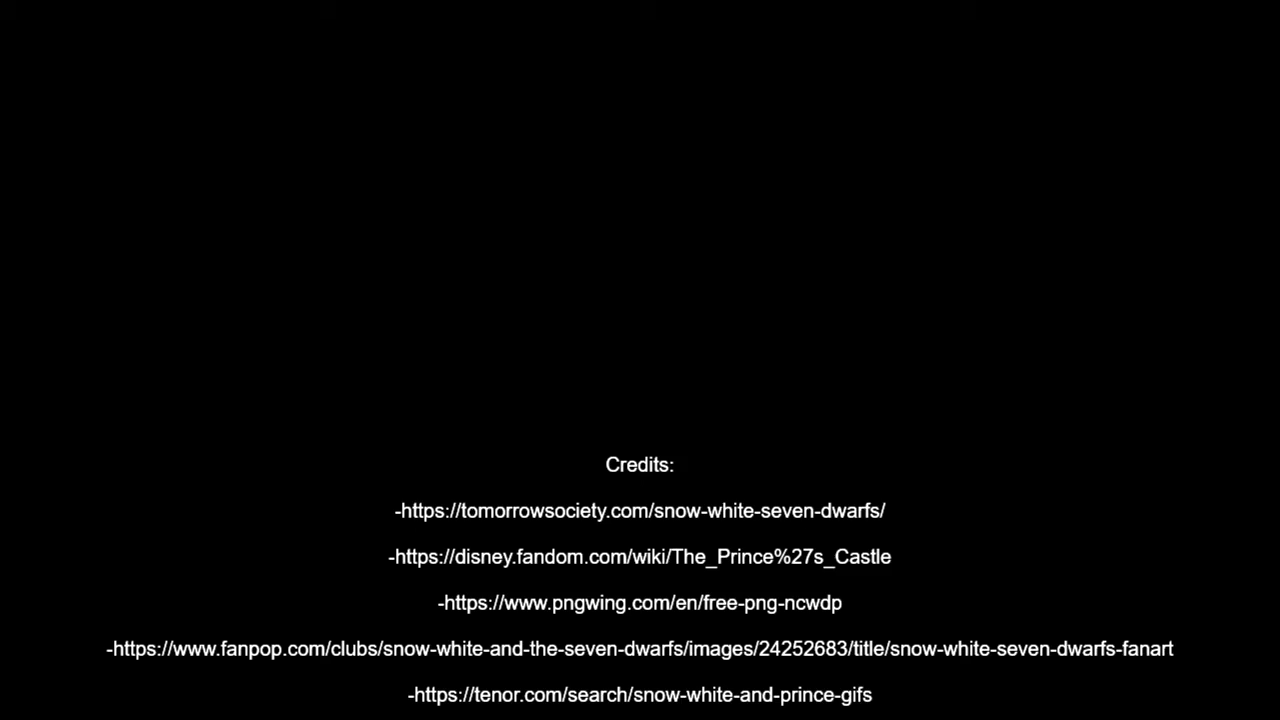 Credits:
-https://tomorrowsociety.com/snow-white-seven-dwarfs/
-https://disney.fandom.com/wiki/The_Prince%27s_Castle
-https://www.pngwing.com/en/free-png-ncwdp
-https://www.fanpop.com/clubs/snow-white-and-the-seven-dwarfs/images/24252683/title/snow-white-seven-dwarfs-fanart
-https://tenor.com/search/snow-white-and-prince-gifs